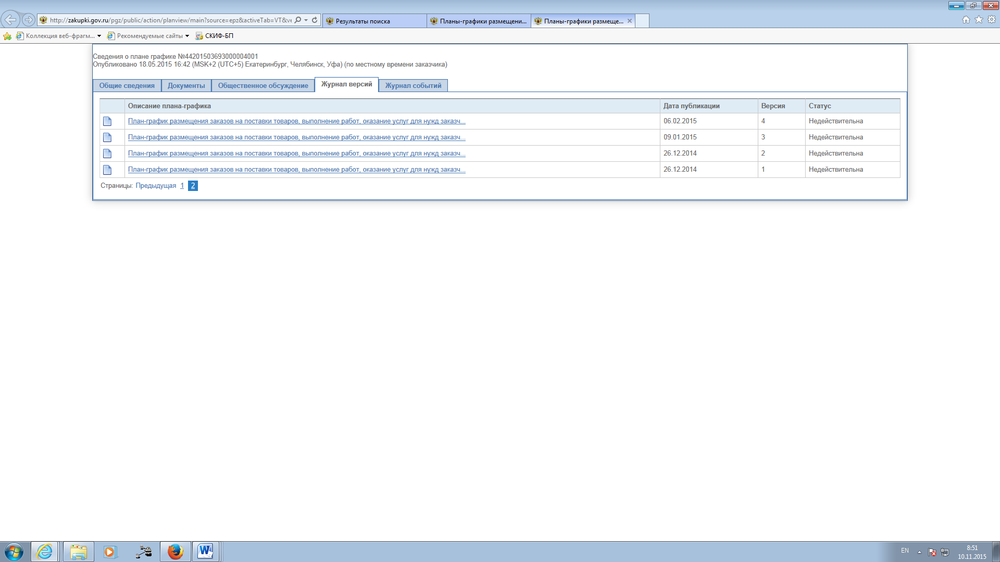 http://zakupki.gov.ru/pgz/public/action/planview/main?source=epz&activeTab=VT&ve
Результаты поиска
Планы-графики размещени...
Планы-графики размеще...
Коллекция веб-фрагм...
Рекомендуемые сайты
СКИФ-БП
Сведения о плане графике №44201503693000004001
Опубликовано 18.05.2015 16:42 (MSK+2 (UTC+5) Екатеринбург, Челябинск, Уфа) (по местному времени заказчика)
Общие сведения Документы Общественное обсуждение Журнал версий Журнал событий
Описание плана-графика Дата публикации Версия Статус
План-график размещения заказов на поставки товаров, выполнение работ, оказание услуг для нужд заказч... 06.02.2015 4 Недействительна
План-график размещения заказов на поставки товаров, выполнение работ, оказание услуг для нужд заказч... 09.01.2015 3 Недействительна
План-график размещения заказов на поставки товаров, выполнение работ, оказание услуг для нужд заказч... 26.12.2014 2 Недействительна
План-график размещения заказов на поставки товаров, выполнение работ, оказание услуг для нужд заказч... 26.12.2014 1 Недействительна
Страницы: Предыдущая 1 2
EN
8:51
10.11.2015